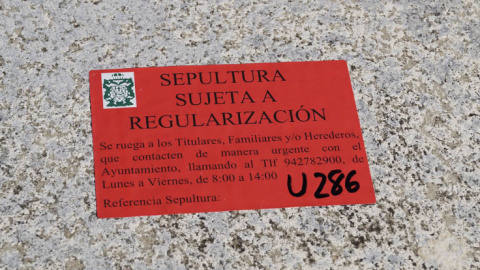 SEPULTURA
SUJETA A
REGULARIZACIÓN
Se ruega a los Titulares, Familiares y/o Herederos,
que contacten de manera urgente con el
Ayuntamiento, llamando al Tlf 942782900, de
Lunes a Viernes, de 8:00 a 14:00
Referencia Sepultura:
U286